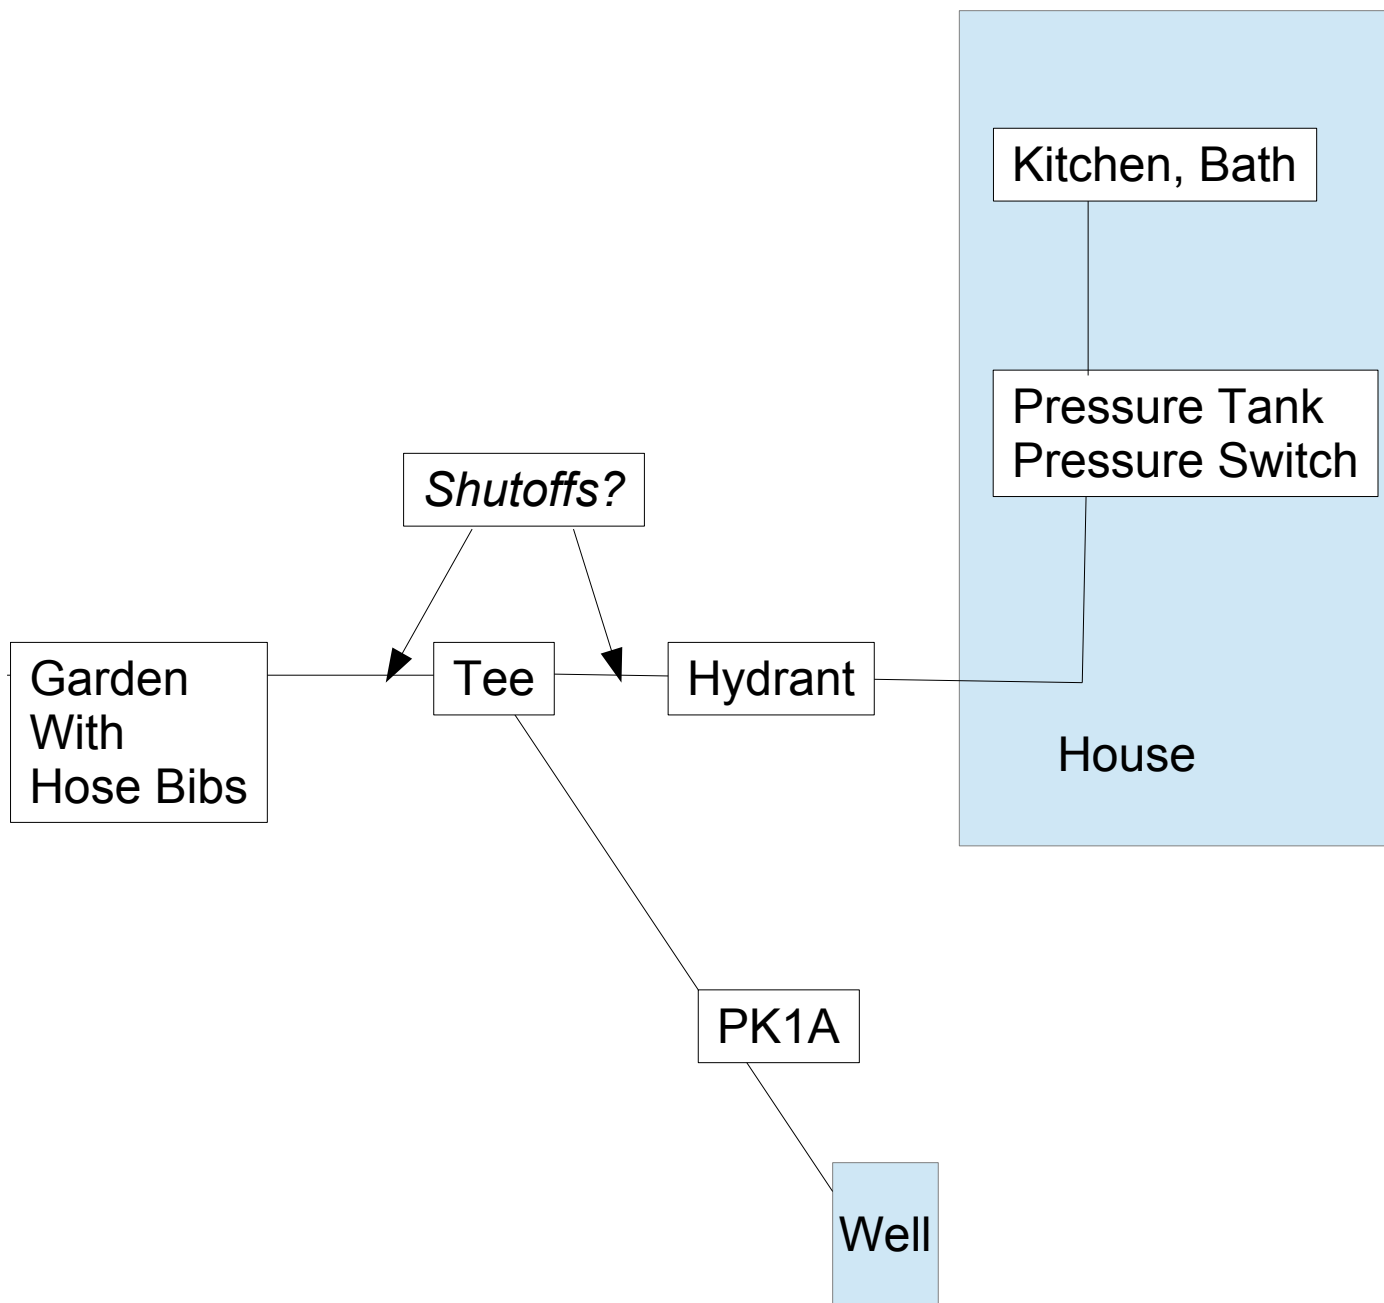 Kitchen, Bath
Pressure Tank
Pressure Switch
Shutoffs?
Garden
With
Hose Bibs
Tee
Hydrant
House
PK1A
Well